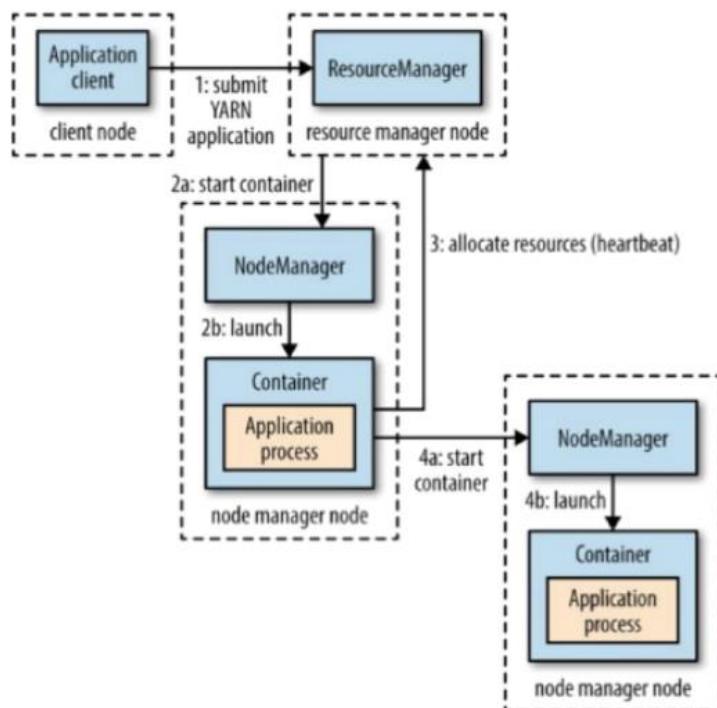 Application
client
client node
1: submit
YARN
application
ResourceManager
resource manager node
2a: start container
NodeManager
2b: launch
Container
Application
process
node manager node
3: allocate resources (heartbeat)
4a: start
container
NodeManager
4b: launch
Container
Application
process
node manager node